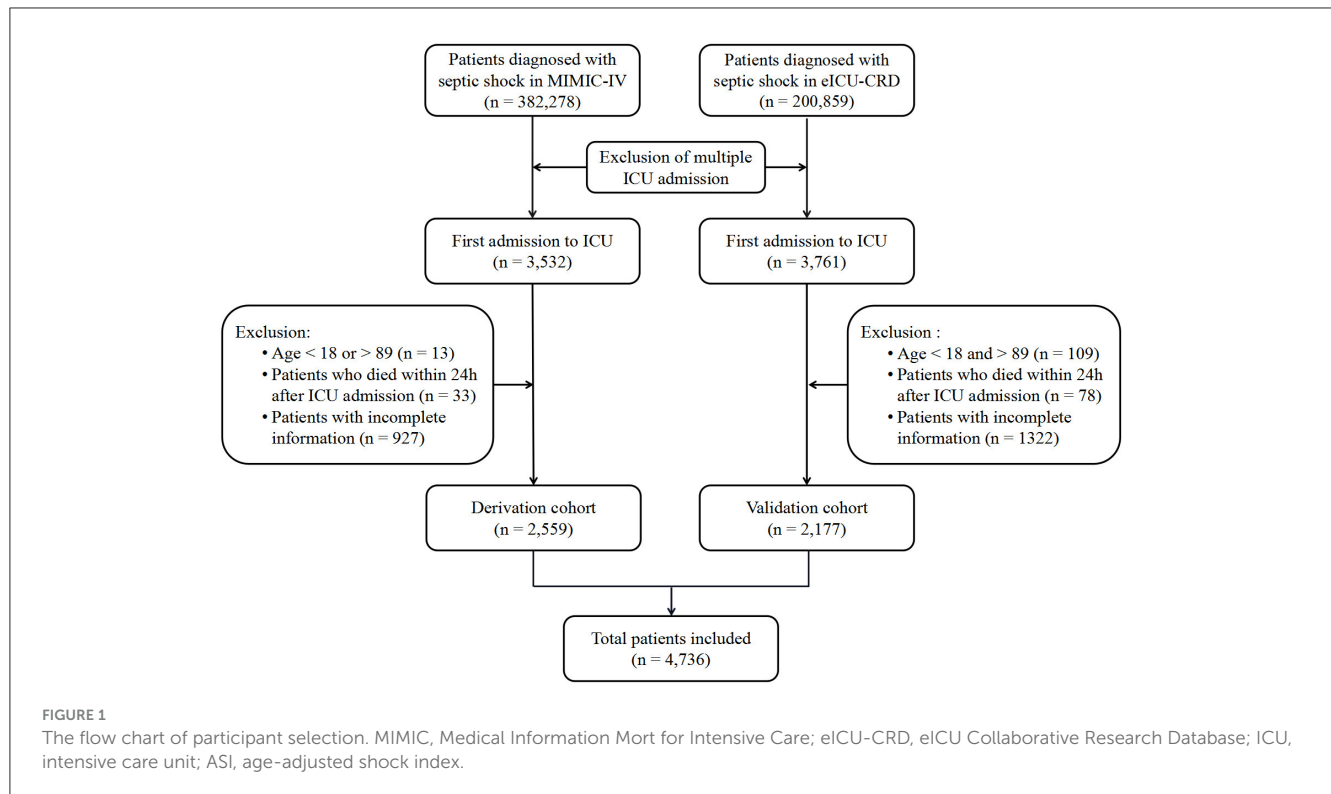 Patients diagnosed with
septic shock in MIMIC-IV
(n = 382,278)
Patients diagnosed with
septic shock in eICU-CRD
(n = 200,859)
Exclusion of multiple
ICU admission
First admission to ICU
(n = 3,532)
First admission to ICU
(n = 3,761)
Exclusion:
• Age < 18 or > 89 (n = 13)
• Patients who died within 24h
after ICU admission (n = 33)
• Patients with incomplete
information (n = 927)
Exclusion :
• Age < 18 and > 89 (n = 109)
• Patients who died within 24h
after ICU admission (n = 78)
• Patients with incomplete
information (n = 1322)
Derivation cohort
(n = 2,559)
Validation cohort
(n = 2,177)
Total patients included
(n = 4,736)
FIGURE 1
The flow chart of participant selection. MIMIC, Medical Information Mort for Intensive Care; eICU-CRD, eICU Collaborative Research Database; ICU,
intensive care unit; ASI, age-adjusted shock index.